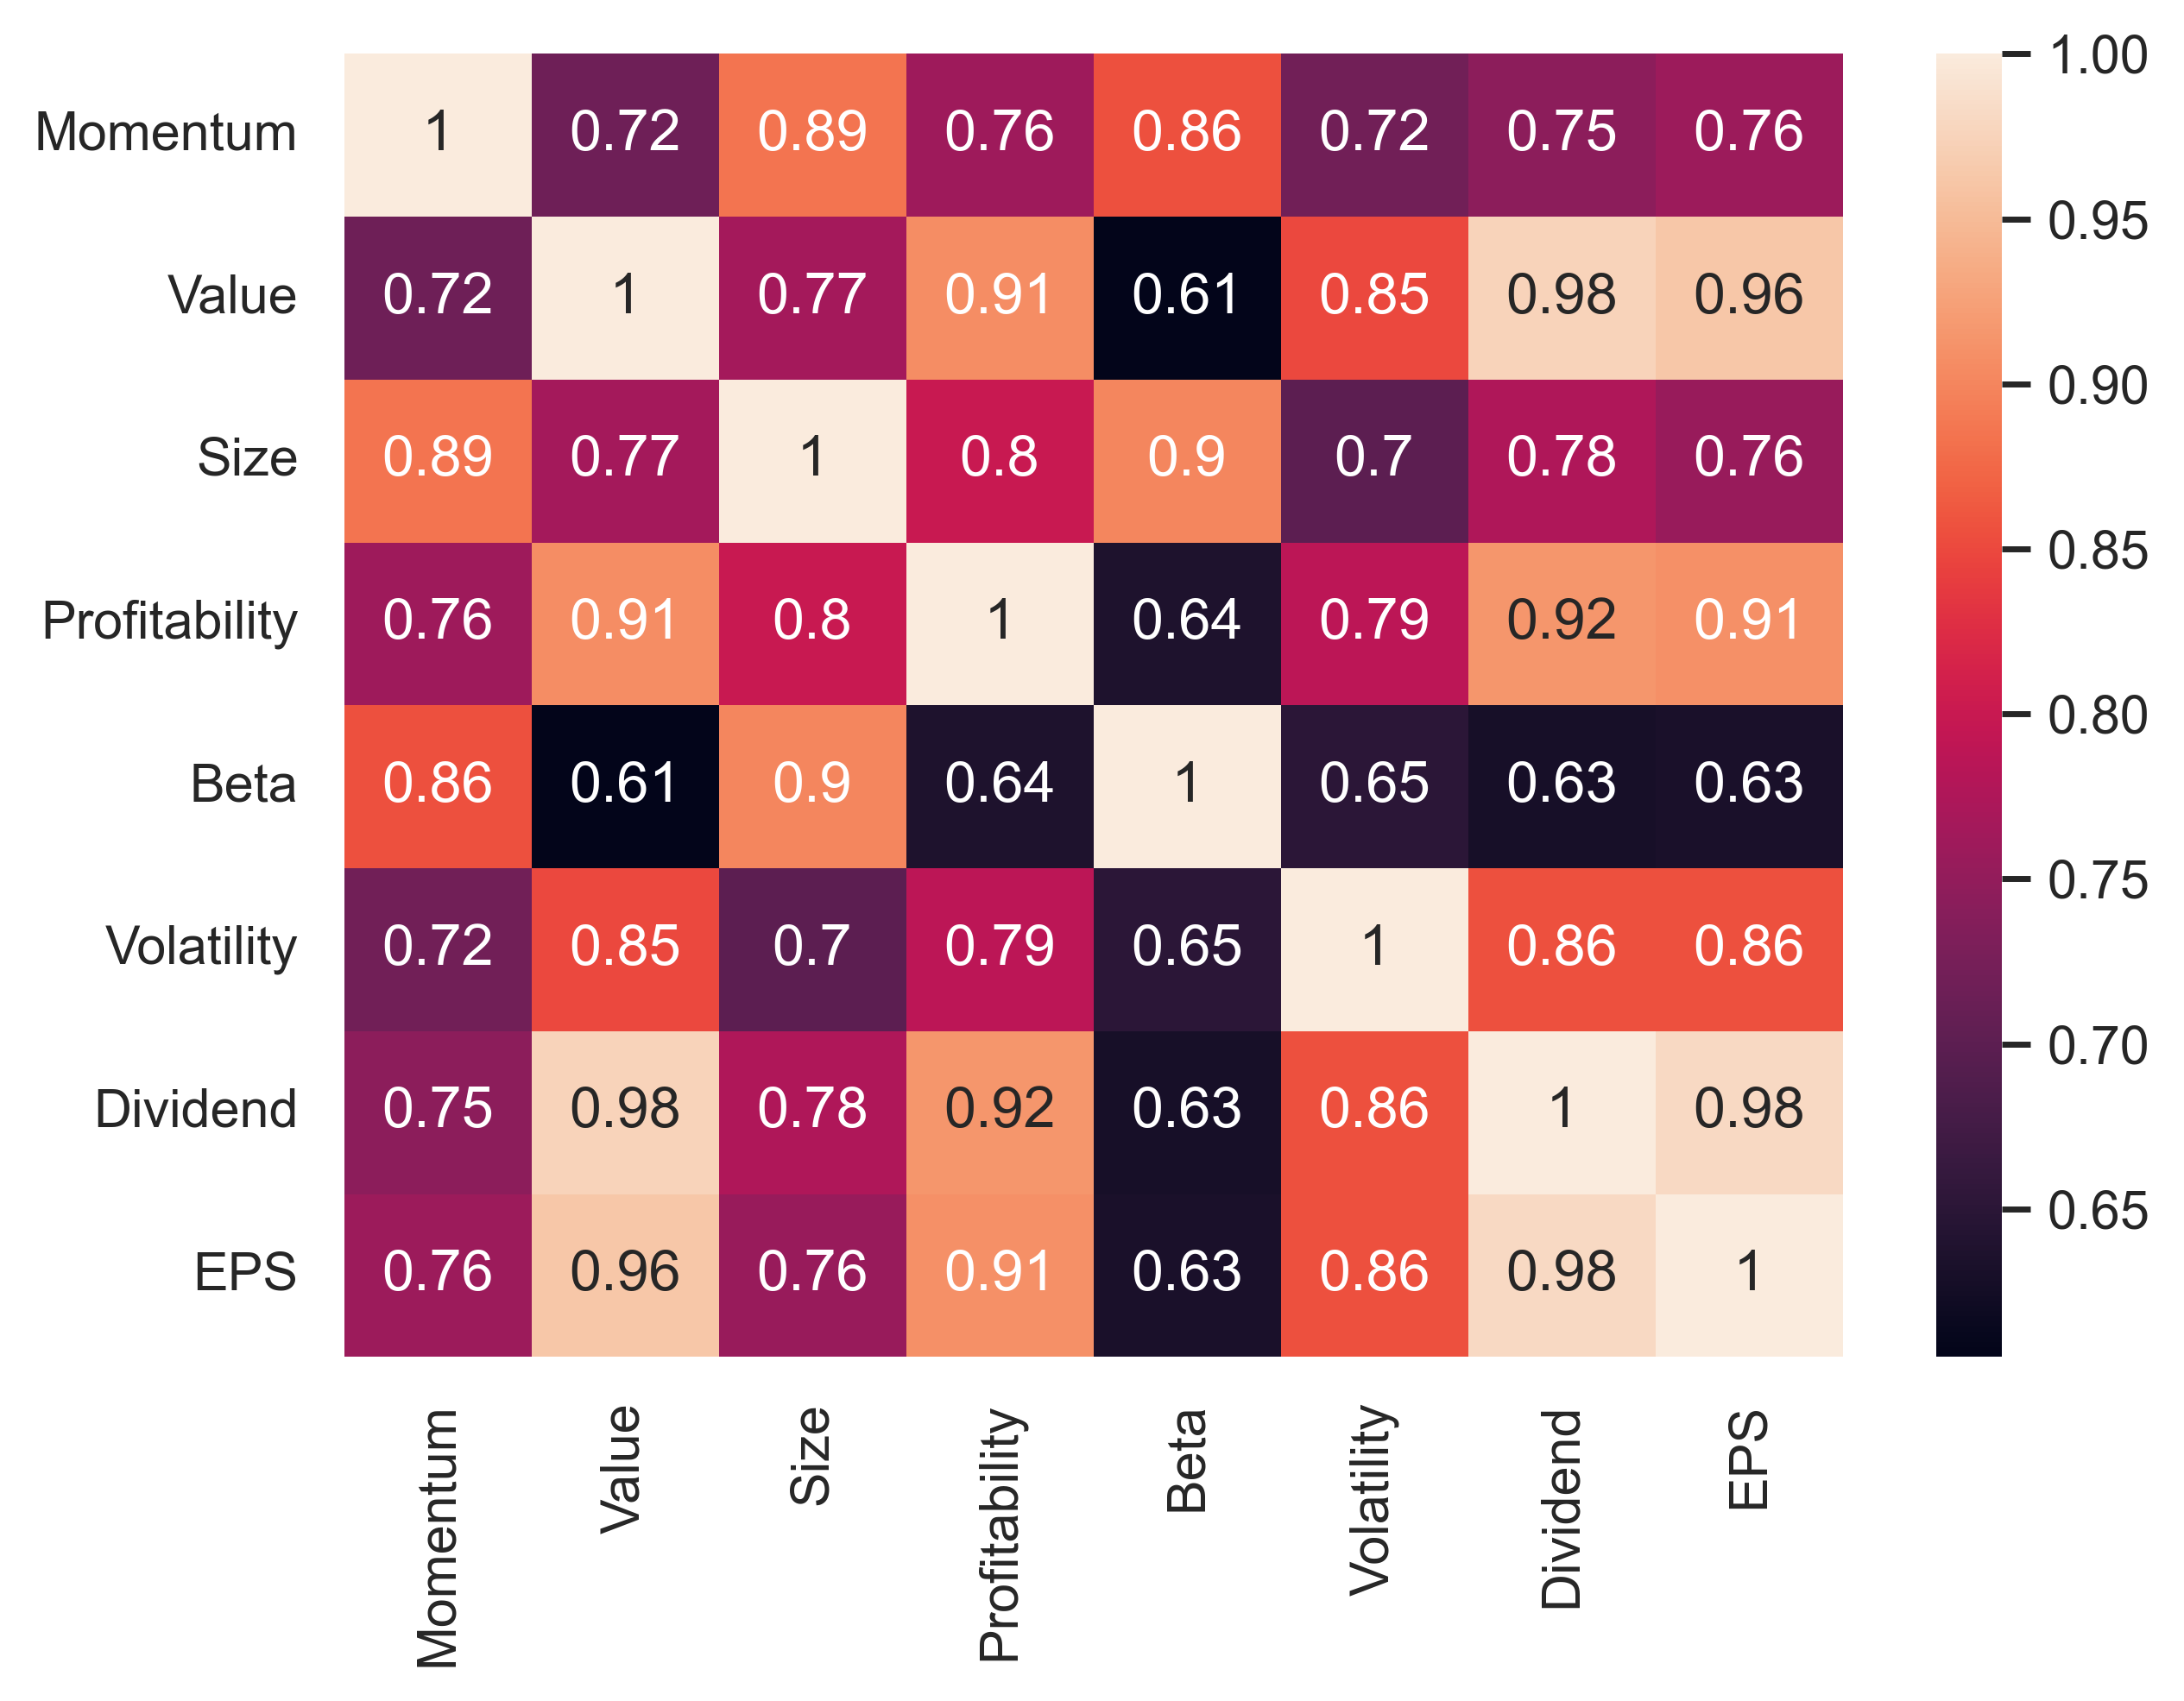 Momentum 1 0.72 0.89 0.76 0.86 0.72 0.75 0.76
Value 0.72 1 0.77 0.91 0.61 0.85 0.98 0.96
Size 0.89 0.77 1 0.8 0.9 0.7 0.78 0.76
Profitability 0.76 0.91 0.8 1 0.64 0.79 0.92 0.91
Beta 0.86 0.61 0.9 0.64 1 0.65 0.63 0.63
Volatility 0.72 0.85 0.7 0.79 0.65 1 0.86 0.86
Dividend 0.75 0.98 0.78 0.92 0.63 0.86 1 0.98
EPS 0.76 0.96 0.76 0.91 0.63 0.86 0.98 1
Momentum
Value
Size
Profitability
Beta
Volatility
Dividend
EPS
1.00
0.95
0.90
0.85
0.80
0.75
0.70
0.65